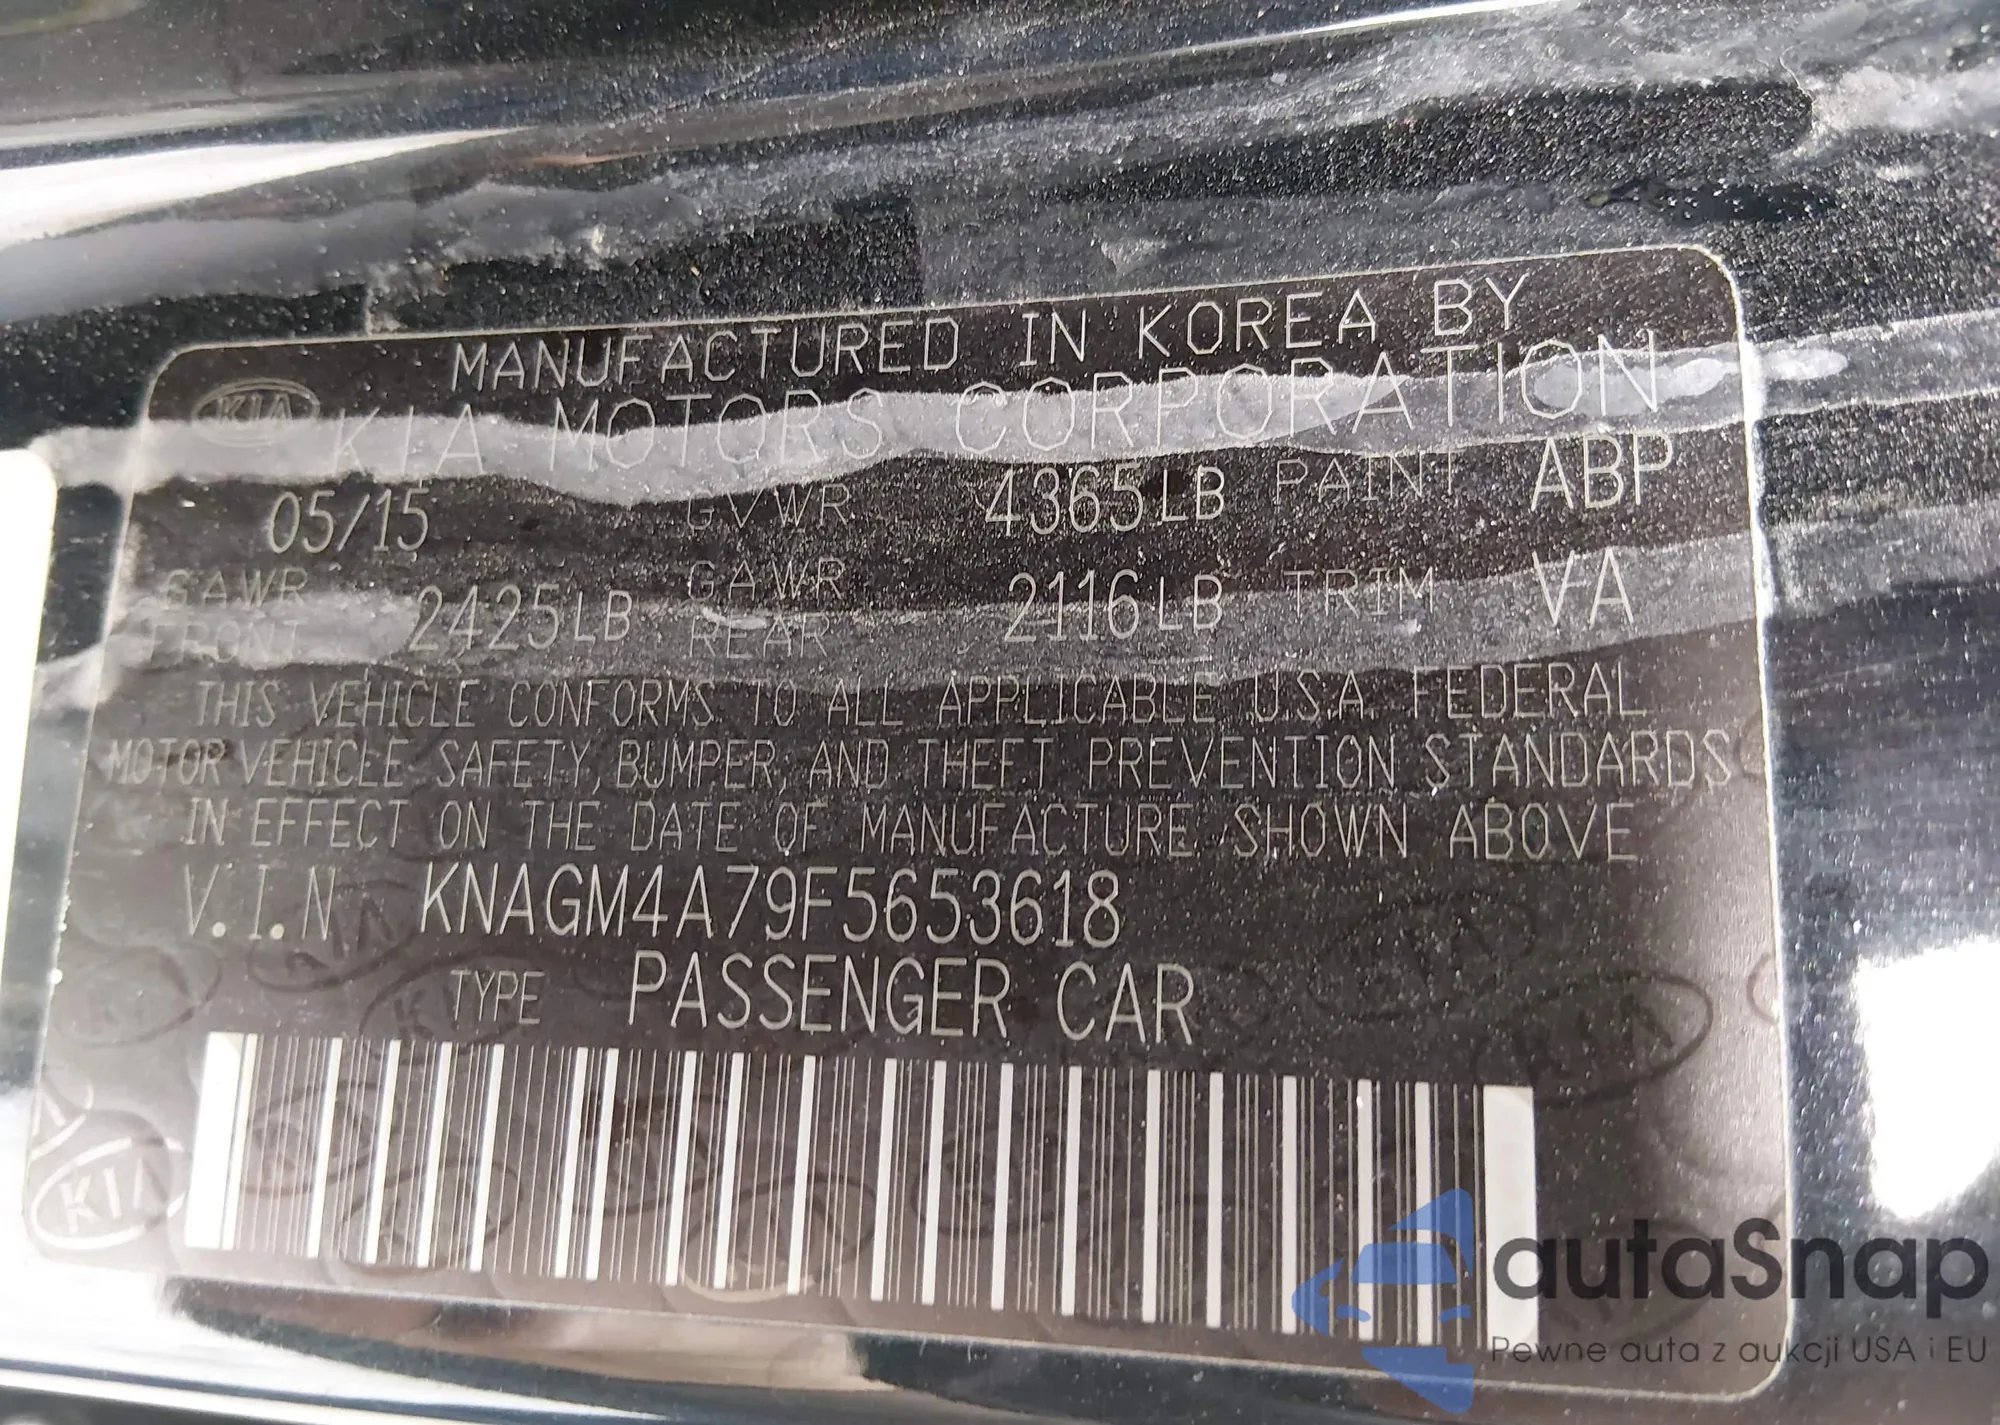 MANUFACTURED IN KOREA BY
KIA KIA MOTORS CORPORATION
05/15 GVWR 4365LB PAINT ABP
GAWR FRONT 2425LB GAWR REAR 2116LB TRIM VA
THIS VEHICLE CONFORMS TO ALL APPLICABLE U.S.A. FEDERAL
MOTOR VEHICLE SAFETY, BUMPER, AND THEFT PREVENTION STANDARDS
IN EFFECT ON THE DATE OF MANUFACTURE SHOWN ABOVE
V.I.N KNAGM4A79F5653618
TYPE PASSENGER CAR
KIA
autaSnap
Pewne auta z aukcji USA i EU